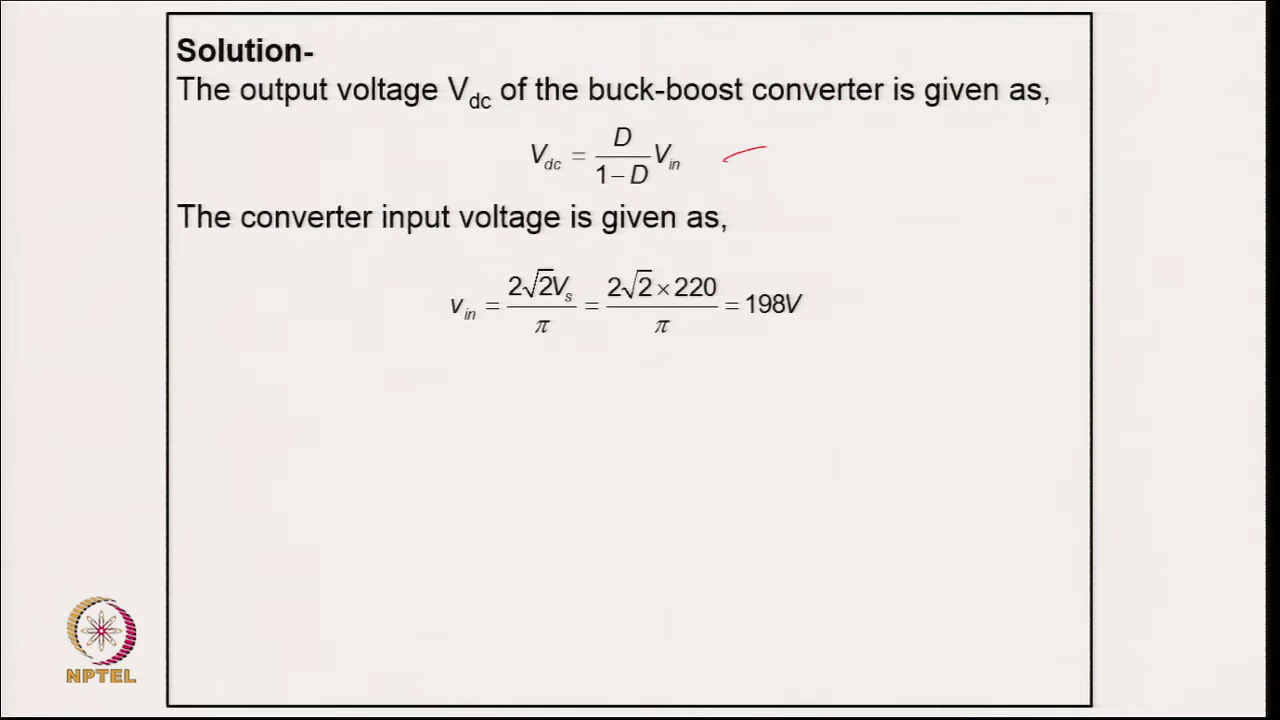 Solution-
The output voltage V_dc of the buck-boost converter is given as,
V_dc = D / (1−D) V_in
The converter input voltage is given as,
v_in = 2√2V_s / π = 2√2 × 220 / π = 198V
NPTEL